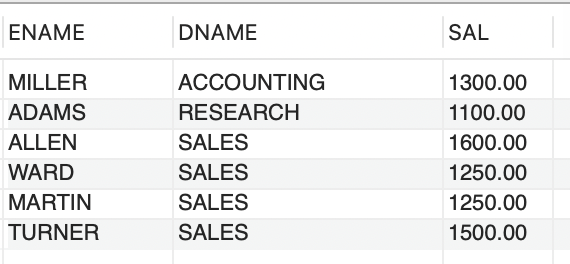 ENAME DNAME SAL
MILLER ACCOUNTING 1300.00
ADAMS RESEARCH 1100.00
ALLEN SALES 1600.00
WARD SALES 1250.00
MARTIN SALES 1250.00
TURNER SALES 1500.00